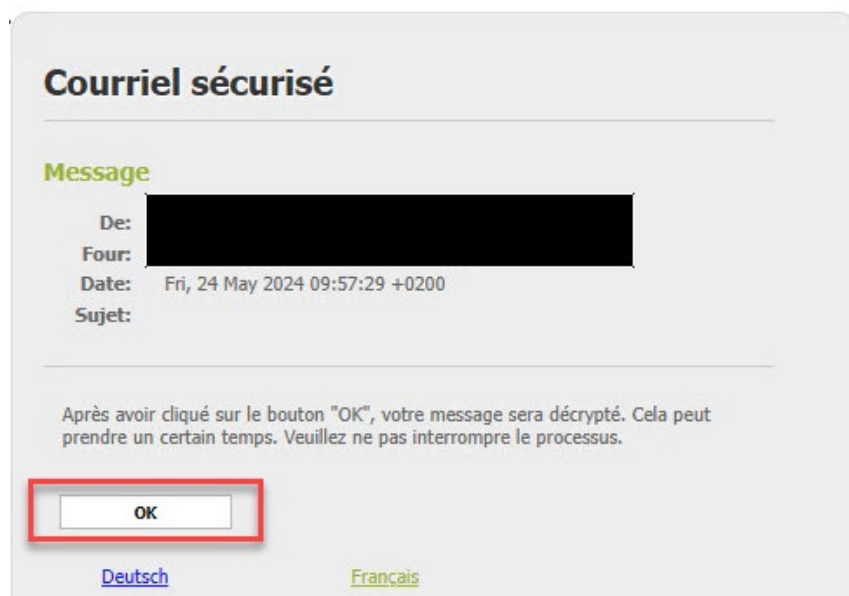 Courriel sécurisé
Message
De:
Four:
Date: Fri, 24 May 2024 09:57:29 +0200
Sujet:
Après avoir cliqué sur le bouton "OK", votre message sera décrypté. Cela peut
prendre un certain temps. Veuillez ne pas interrompre le processus.
OK
Deutsch Français